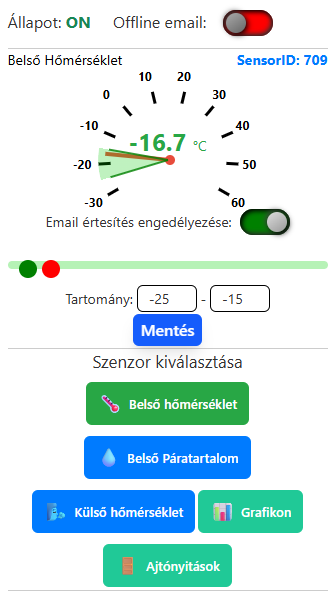 Állapot: ON Offline email:
Belső Hőmérséklet SensorID: 709
10 20
0 30
-10 40
-16.7 °C
-20 50
-30 60
Email értesítés engedélyezése:
Tartomány: -25 - -15
Mentés
Szenzor kiválasztása
Belső hőmérséklet
Belső Páratartalom
Külső hőmérséklet Grafikon
Ajtónyitások